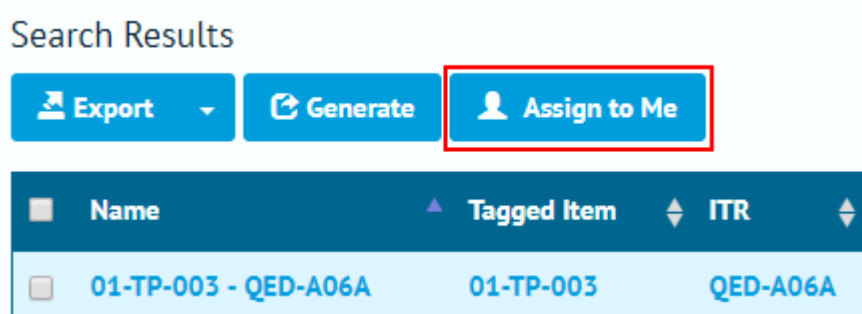 Search Results
Export Generate Assign to Me
Name Tagged Item ITR
01-TP-003 - QED-A06A 01-TP-003 QED-A06A